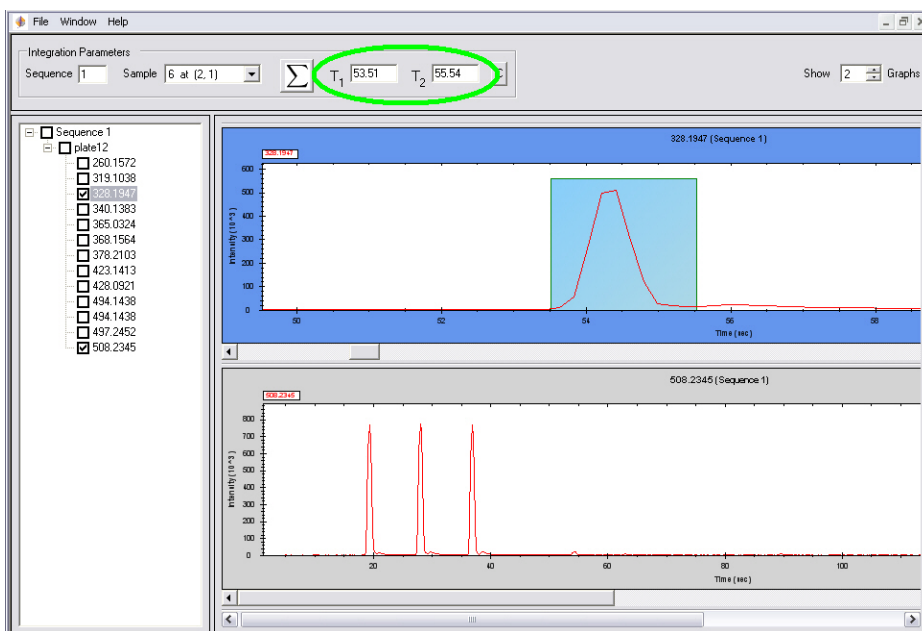 File Window Help
Integration Parameters
Sequence 1 Sample 6 at (2, 1) Σ T1 53.51 T2 55.54 C Show 2 Graphs
Sequence 1
plate12
260.1572
319.1038
328.1947
340.1383
365.0324
368.1564
378.2103
423.1413
428.0921
494.1438
494.1438
497.2452
508.2345
328.1947 (Sequence 1)
328.1947
600
500
400
300
200
100
0
Intensity (10^3)
50 52 54 56 58
Time (sec)
508.2345 (Sequence 1)
508.2345
800
700
600
500
400
300
200
100
0
Intensity (10^3)
20 40 60 80 100
Time (sec)